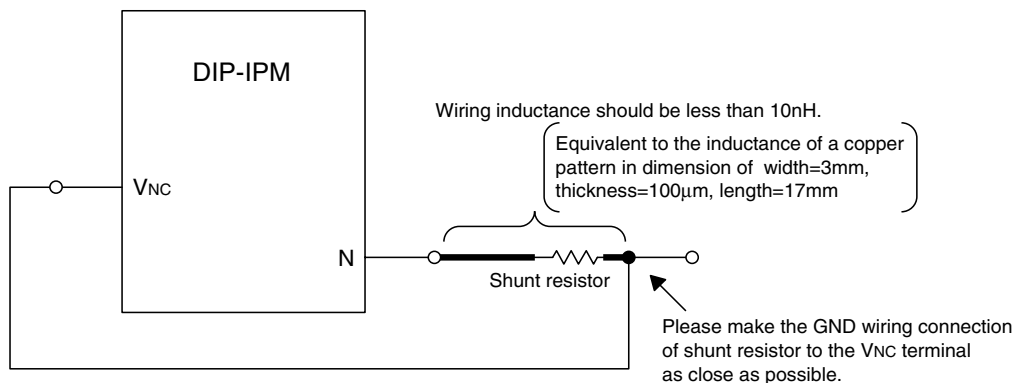 DIP-IPM
Wiring inductance should be less than 10nH.
Equivalent to the inductance of a copper
pattern in dimension of width=3mm,
thickness=100μm, length=17mm
VNC
N
Shunt resistor
Please make the GND wiring connection
of shunt resistor to the VNC terminal
as close as possible.